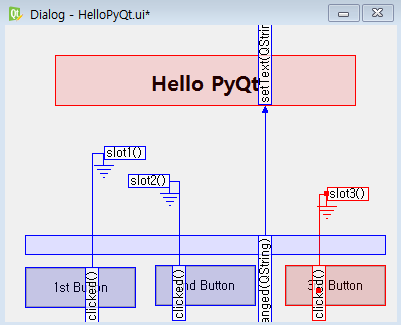 Dialog - HelloPyQt.ui*
setText(QString)
Hello PyQt
slot1()
slot2()
slot3()
1st Button
clicked()
nd Button
clicked()
anged(QString)
Button
clicked()